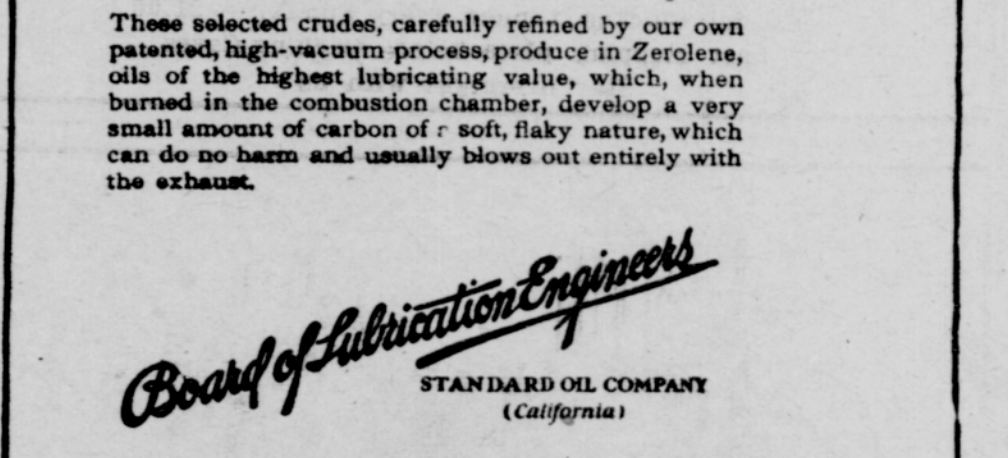 These selected crudes, carefully refined by our own
patented, high-vacuum process, produce in Zerolene,
oils of the highest lubricating value, which, when
burned in the combustion chamber, develop a very
small amount of carbon of r soft, flaky nature, which
can do no harm and usually blows out entirely with
the exhaust.
Board of Lubrication Engineers
STANDARD OIL COMPANY
(California)